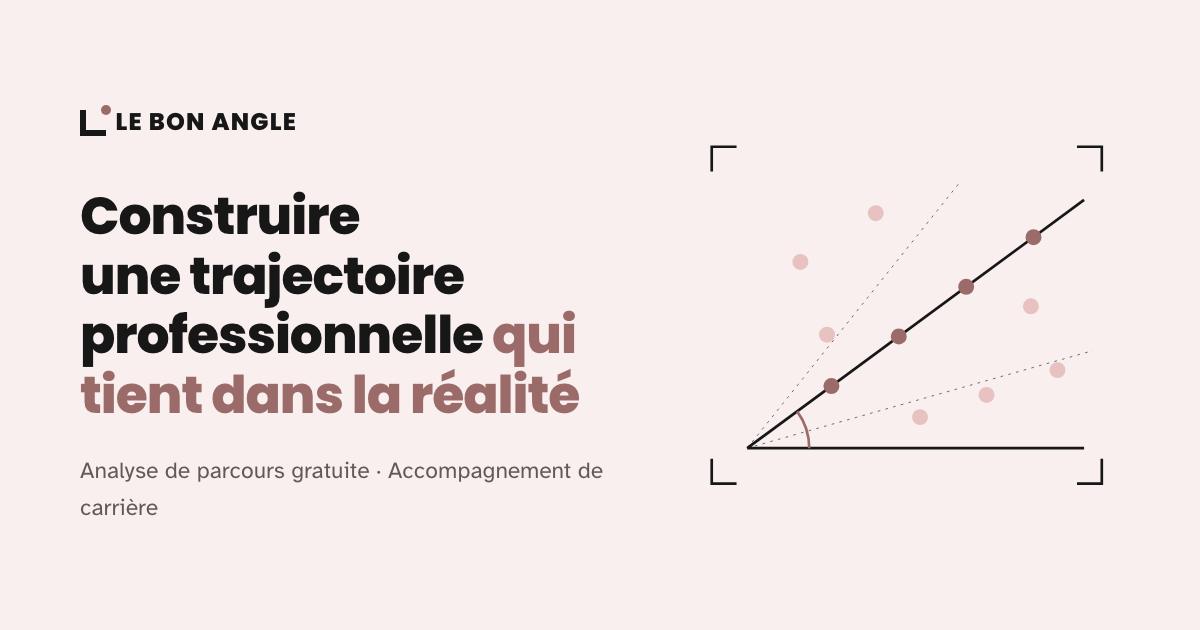 LE BON ANGLE
Construire
une trajectoire
professionnelle qui
tient dans la réalité
Analyse de parcours gratuite · Accompagnement de
carrière